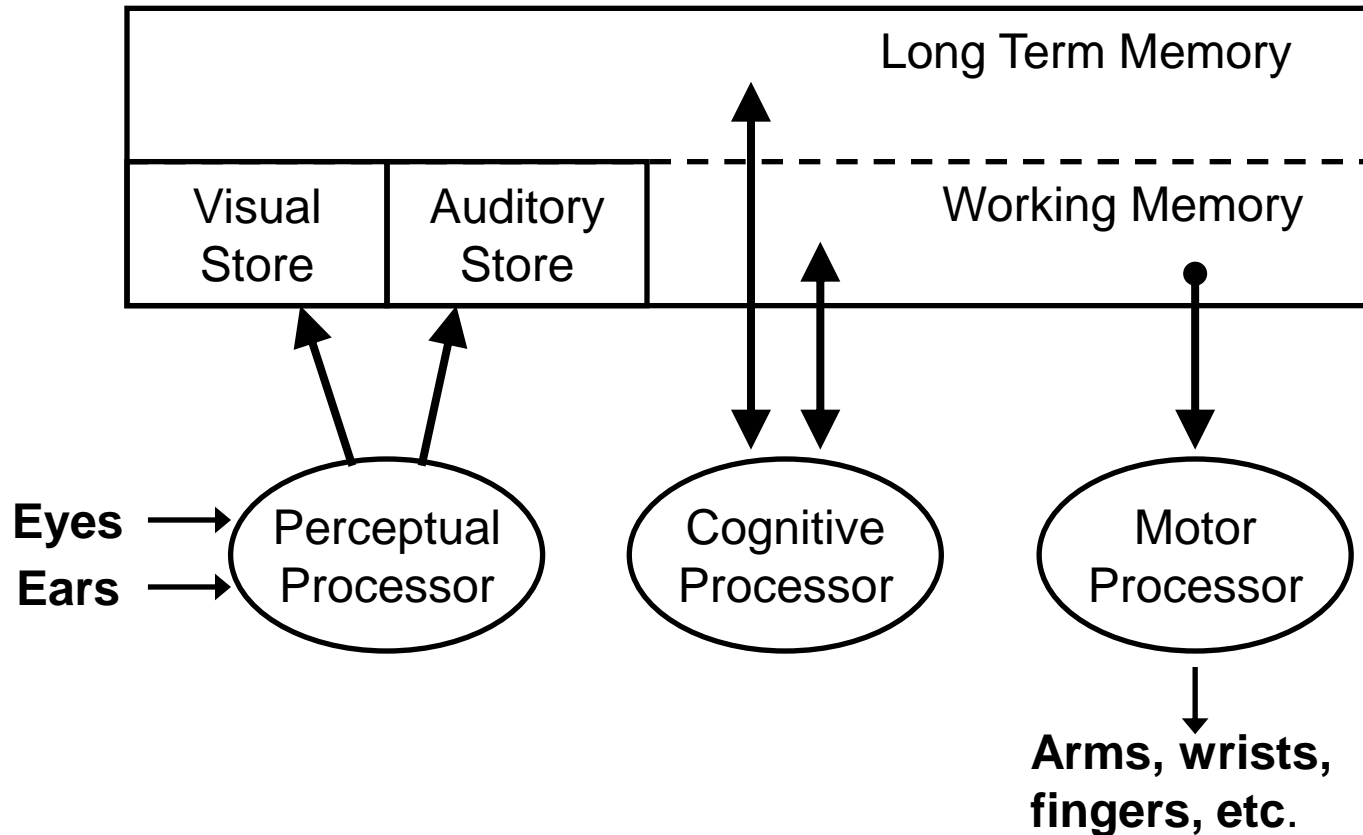 Long Term Memory
Visual
Store
Auditory
Store
Working Memory
Eyes
Ears
Perceptual
Processor
Cognitive
Processor
Motor
Processor
Arms, wrists,
fingers, etc.